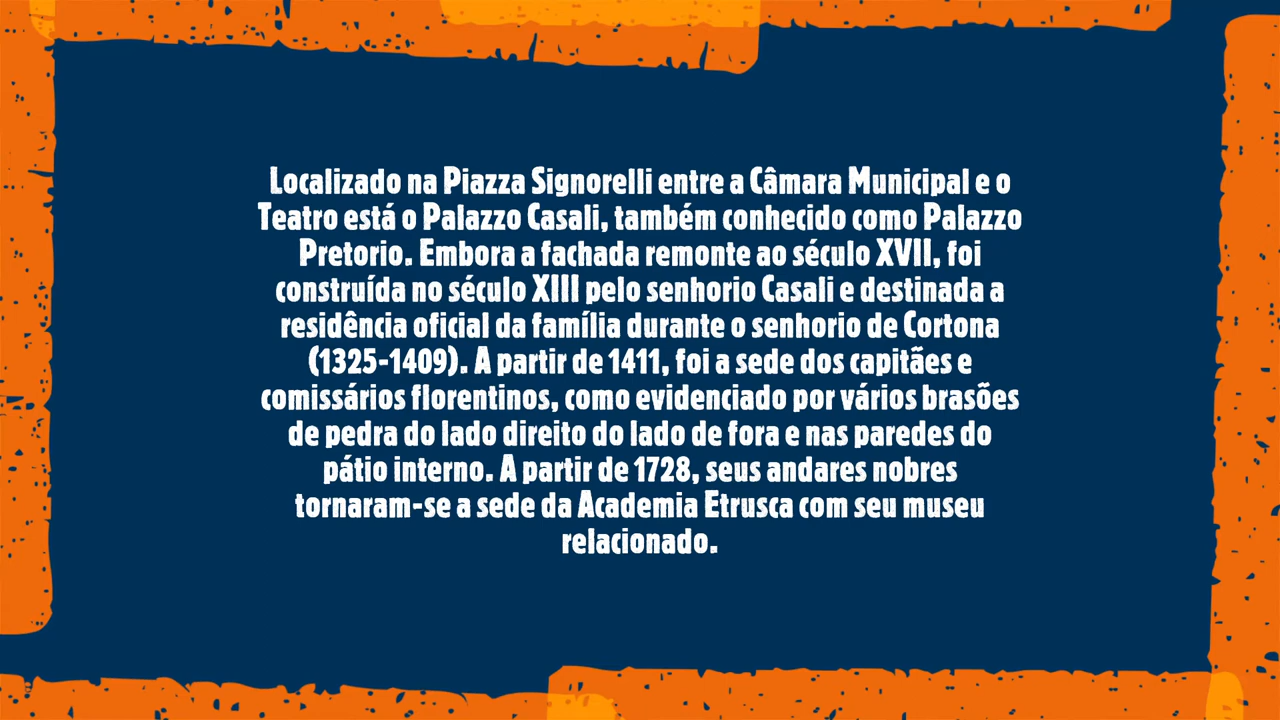 Localizado na Piazza Signorelli entre a Câmara Municipal e o
Teatro está o Palazzo Casali, também conhecido como Palazzo
Pretorio. Embora a fachada remonte ao século XVII, foi
construída no século XIII pelo senhorio Casali e destinada a
residência oficial da família durante o senhorio de Cortona
(1325-1409). A partir de 1411, foi a sede dos capitães e
comissários florentinos, como evidenciado por vários brasões
de pedra do lado direito do lado de fora e nas paredes do
pátio interno. A partir de 1728, seus andares nobres
tornaram-se a sede da Academia Etrusca com seu museu
relacionado.